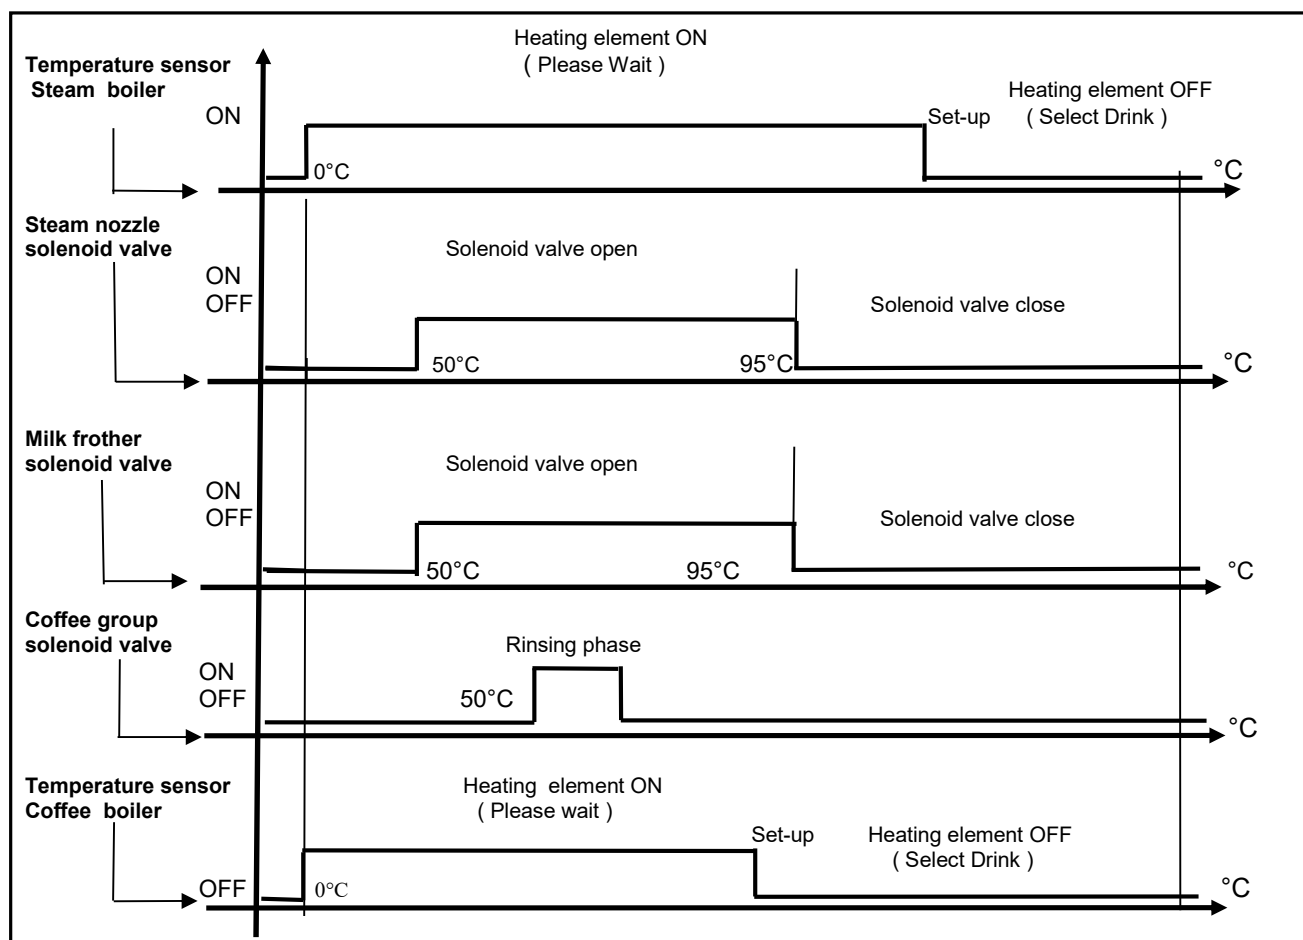 Heating element ON
( Please Wait )
Temperature sensor
Steam boiler
Heating element OFF
ON
Set-up
( Select Drink )
0°C
°C
Steam nozzle
solenoid valve
Solenoid valve open
ON
OFF
Solenoid valve close
50°C
95°C
°C
Milk frother
solenoid valve
Solenoid valve open
ON
OFF
Solenoid valve close
50°C
95°C
°C
Coffee group
solenoid valve
Rinsing phase
ON
OFF
50°C
°C
Temperature sensor
Coffee boiler
Heating element ON
( Please wait )
Set-up
Heating element OFF
( Select Drink )
OFF
0°C
°C